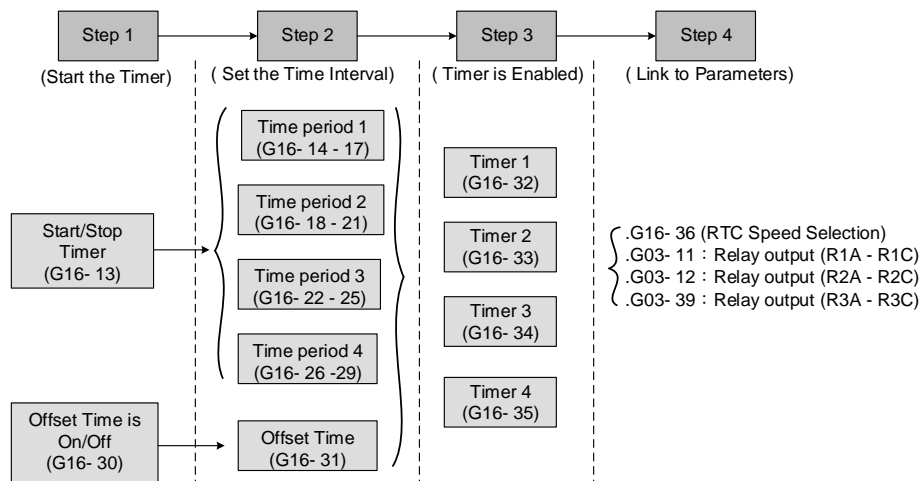 Step 1
Step 2
Step 3
Step 4
(Start the Timer)
( Set the Time Interval)
( Timer is Enabled)
( Link to Parameters)
Start/Stop
Timer
(G16- 13)
Offset Time is
On/Off
(G16- 30)
Time period 1
(G16- 14 - 17)
Time period 2
(G16- 18 - 21)
Time period 3
(G16- 22 - 25)
Time period 4
(G16- 26 -29)
Offset Time
(G16- 31)
Timer 1
(G16- 32)
Timer 2
(G16- 33)
Timer 3
(G16- 34)
Timer 4
(G16- 35)
.G16- 36 (RTC Speed Selection)
.G03- 11 : Relay output (R1A - R1C)
.G03- 12 : Relay output (R2A - R2C)
.G03- 39 : Relay output (R3A - R3C)